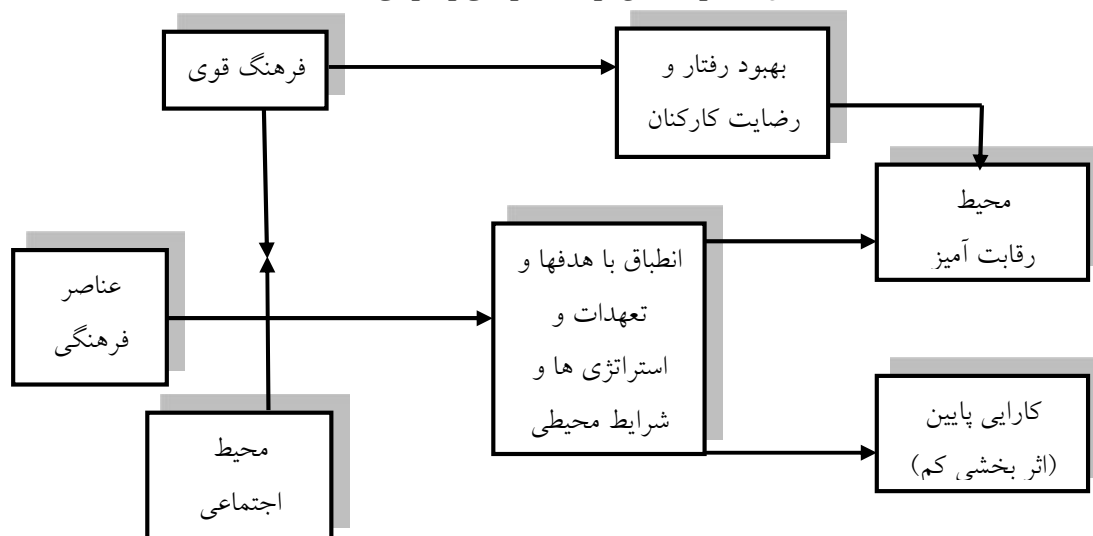 فرهنگ قوی
بهبود رفتار و
رضایت کارکنان
محیط
رقابت آمیز
انطباق با هدفها و
تعهدات و
استراتژی ها و
شرایط محیطی
عناصر
فرهنگی
کارایی پایین
(اثر بخشی کم)
محیط
اجتماعی